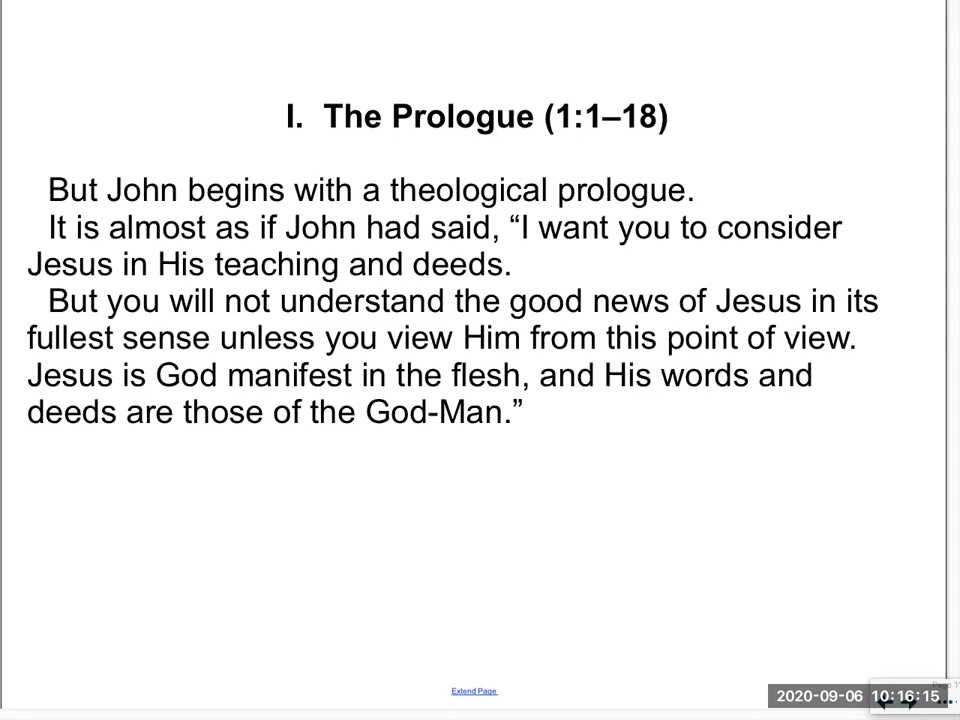 I. The Prologue (1:1–18)
But John begins with a theological prologue.
It is almost as if John had said, “I want you to consider
Jesus in His teaching and deeds.
But you will not understand the good news of Jesus in its
fullest sense unless you view Him from this point of view.
Jesus is God manifest in the flesh, and His words and
deeds are those of the God-Man.”
Extend Page
2020-09-06 10:16:15